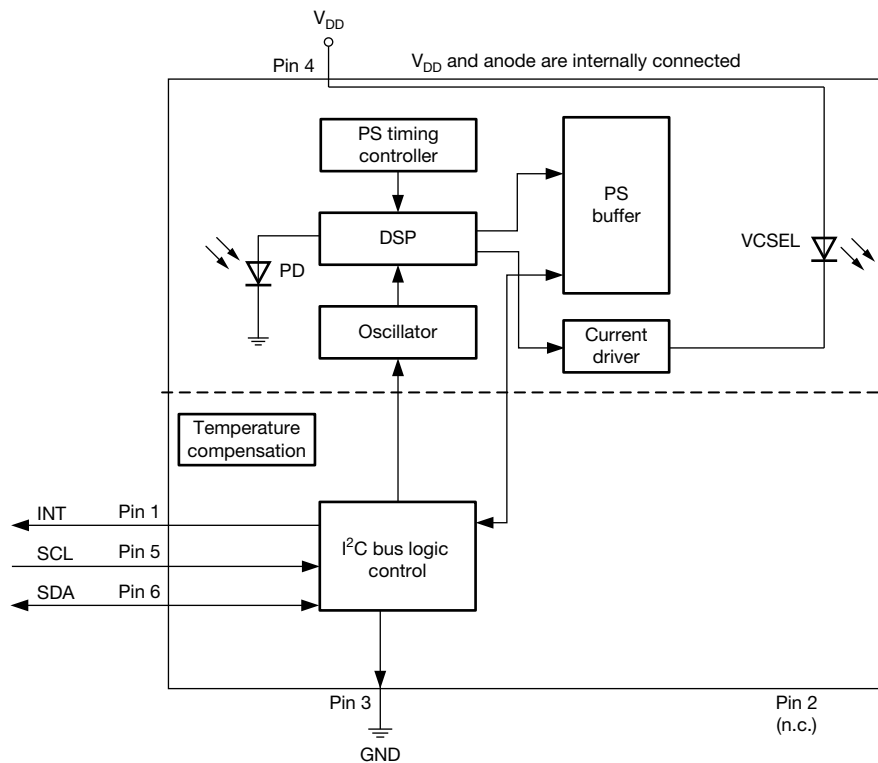 V_DD
Pin 4
V_DD and anode are internally connected
PS timing
controller
PS
buffer
DSP
VCSEL
PD
Oscillator
Current
driver
Temperature
compensation
INT Pin 1
SCL Pin 5
SDA Pin 6
I²C bus logic
control
Pin 3
Pin 2
(n.c.)
GND